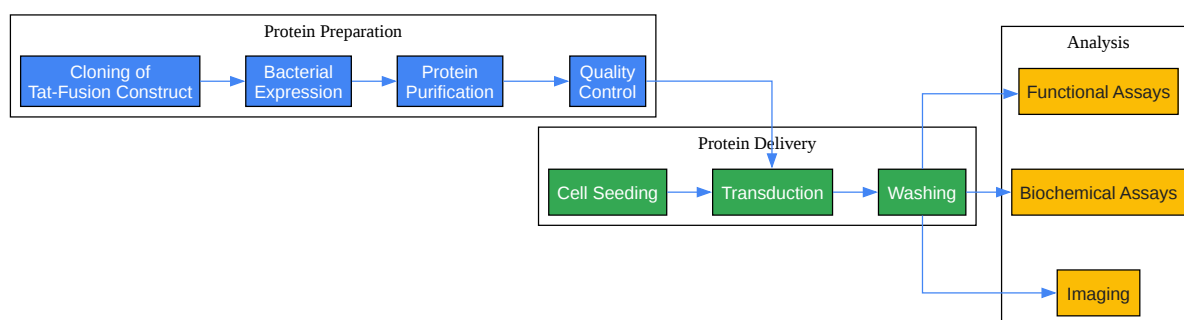 Protein Preparation
Cloning of
Tat-Fusion Construct
Bacterial
Expression
Protein
Purification
Quality
Control
Protein Delivery
Cell Seeding
Transduction
Washing
Analysis
Functional Assays
Biochemical Assays
Imaging